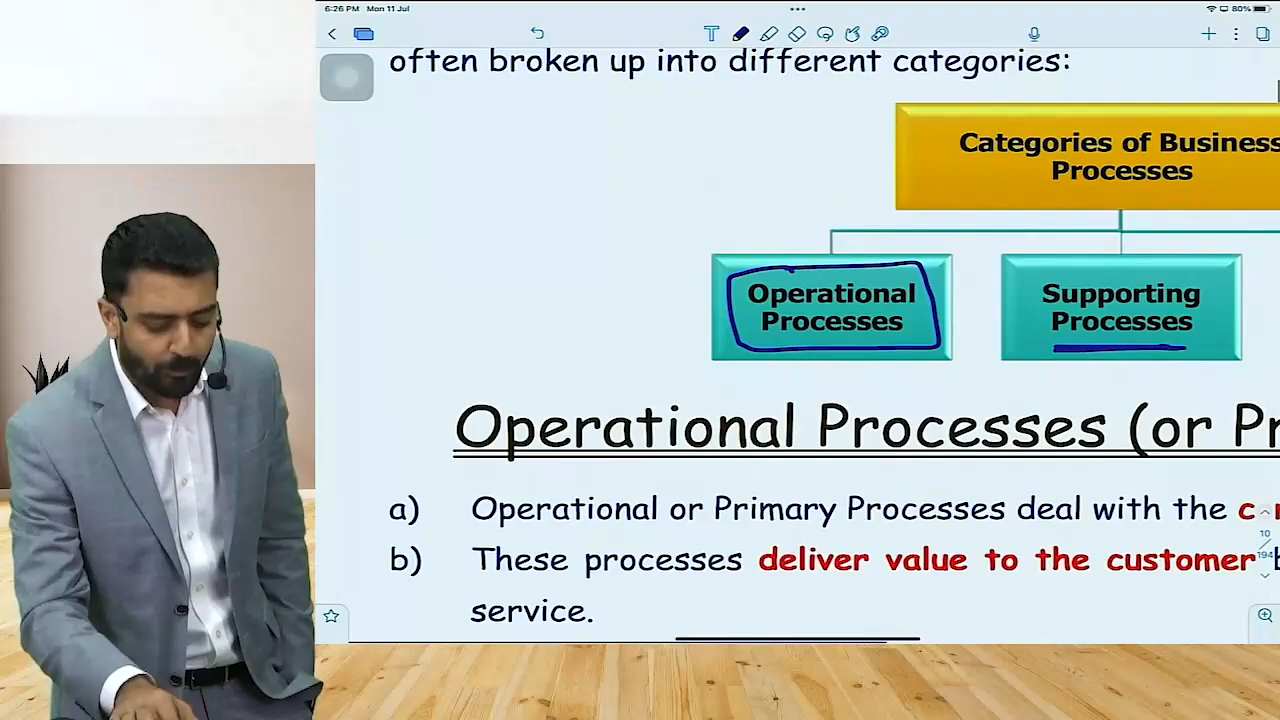 6:26 PM Mon 11 Jul
80%
often broken up into different categories:
Categories of Business
Processes
Operational
Processes
Supporting
Processes
Operational Processes (or Pr
a) Operational or Primary Processes deal with the c
b) These processes deliver value to the customer b
service.
10
194